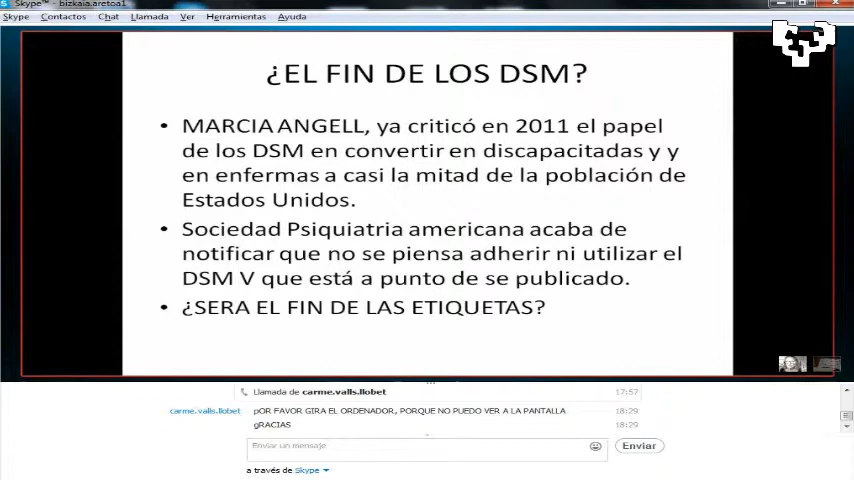 Skype™ - bizkaia.aretoa1
Skype Contactos Chat Llamada Ver Herramientas Ayuda
¿EL FIN DE LOS DSM?
• MARCIA ANGELL, ya criticó en 2011 el papel
de los DSM en convertir en discapacitadas y y
en enfermas a casi la mitad de la población de
Estados Unidos.
• Sociedad Psiquiatria americana acaba de
notificar que no se piensa adherir ni utilizar el
DSM V que está a punto de se publicado.
• ¿SERA EL FIN DE LAS ETIQUETAS?
Llamada de carme.valls.llobet 17:57
carme.valls.llobet pOR FAVOR GIRA EL ORDENADOR, PORQUE NO PUEDO VER A LA PANTALLA 18:29
gRACIAS 18:29
Enviar un mensaje Enviar
a través de Skype